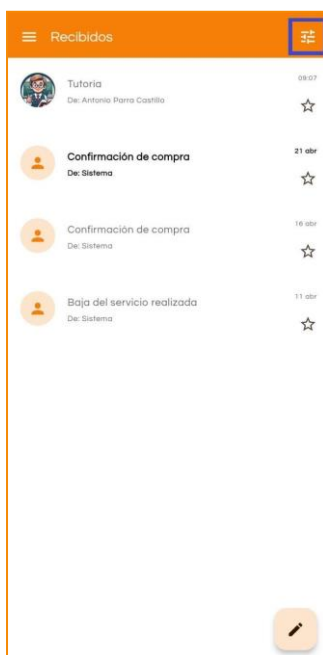 Recibidos
Tutoria
09:07
De: Antonio Parra Castillo
Confirmación de compra
21 abr
De: Sistema
Confirmación de compra
16 abr
De: Sistema
Baja del servicio realizada
11 abr
De: Sistema